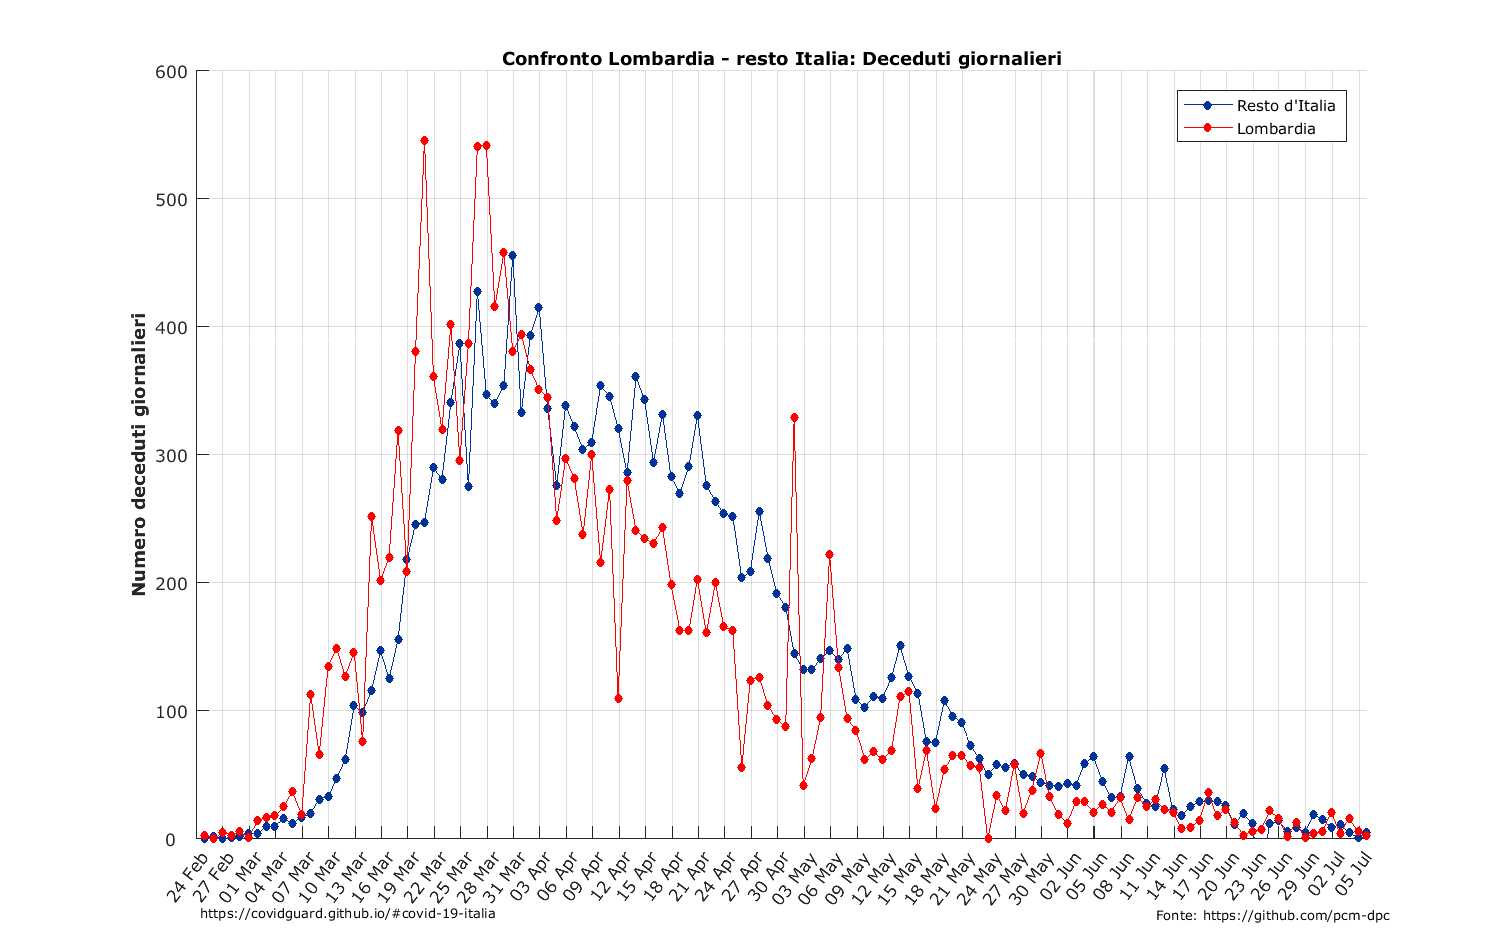 Confronto Lombardia - resto Italia: Deceduti giornalieri
600
500
400
300
200
100
0
Numero deceduti giornalieri
Resto d'Italia
Lombardia
24 Feb
27 Feb
01 Mar
04 Mar
07 Mar
10 Mar
13 Mar
16 Mar
19 Mar
22 Mar
25 Mar
28 Mar
31 Mar
03 Apr
06 Apr
09 Apr
12 Apr
15 Apr
18 Apr
21 Apr
24 Apr
27 Apr
30 Apr
03 May
06 May
09 May
12 May
15 May
18 May
21 May
24 May
27 May
30 May
02 Jun
05 Jun
08 Jun
11 Jun
14 Jun
17 Jun
20 Jun
23 Jun
26 Jun
29 Jun
02 Jul
05 Jul
https://covidguard.github.io/#covid-19-italia
Fonte: https://github.com/pcm-dpc